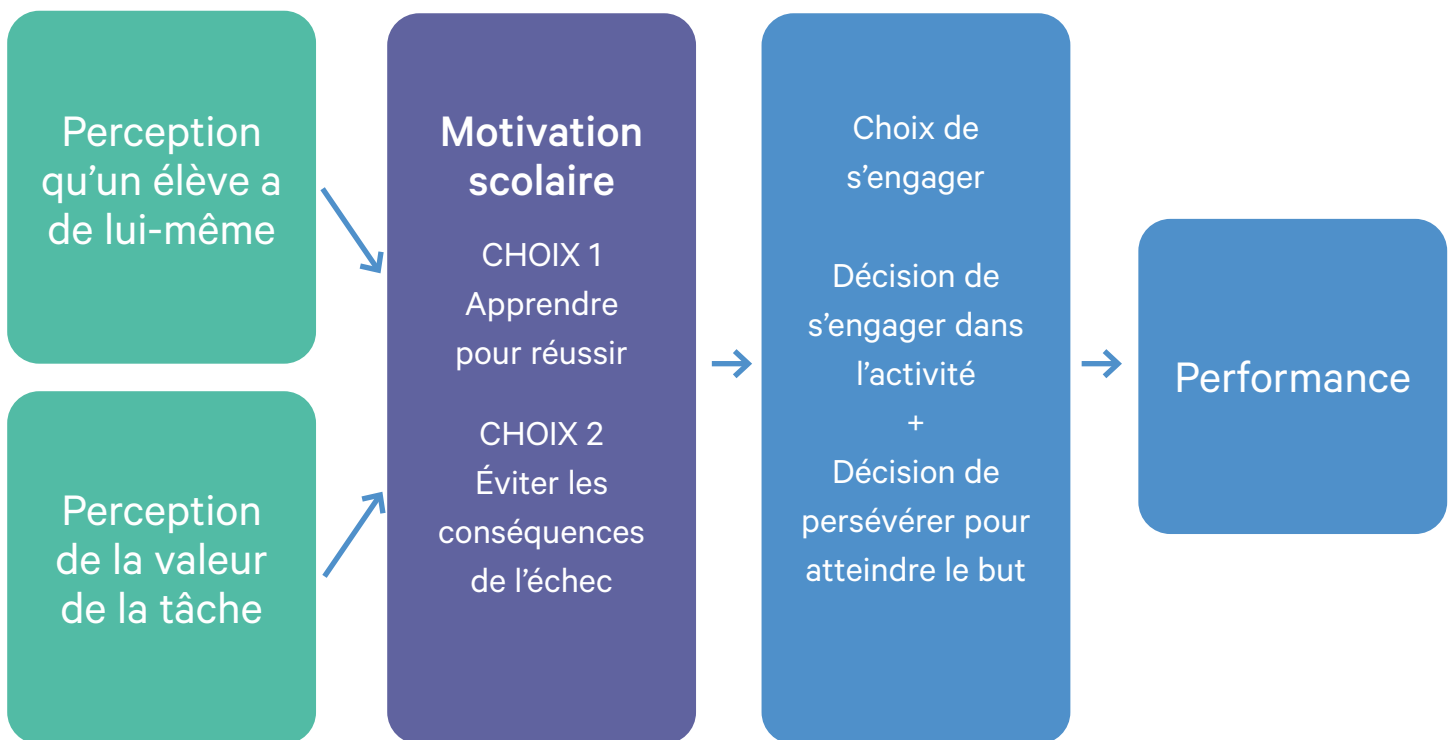 Perception
qu’un élève a
de lui-même
Perception
de la valeur
de la tâche
Motivation
scolaire
CHOIX 1
Apprendre
pour réussir
CHOIX 2
Éviter les
conséquences
de l’échec
Choix de
s’engager
Décision de
s’engager dans
l’activité
+
Décision de
persévérer pour
atteindre le but
Performance